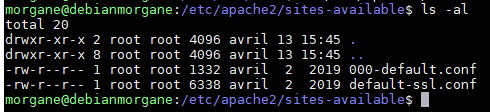 morgane@debianmorgane:/etc/apache2/sites-available$ ls -al
total 20
drwxr-xr-x 2 root root 4096 avril 13 15:45 .
drwxr-xr-x 8 root root 4096 avril 13 15:45 ..
-rw-r--r-- 1 root root 1332 avril  2  2019 000-default.conf
-rw-r--r-- 1 root root 6338 avril  2  2019 default-ssl.conf
morgane@debianmorgane:/etc/apache2/sites-available$